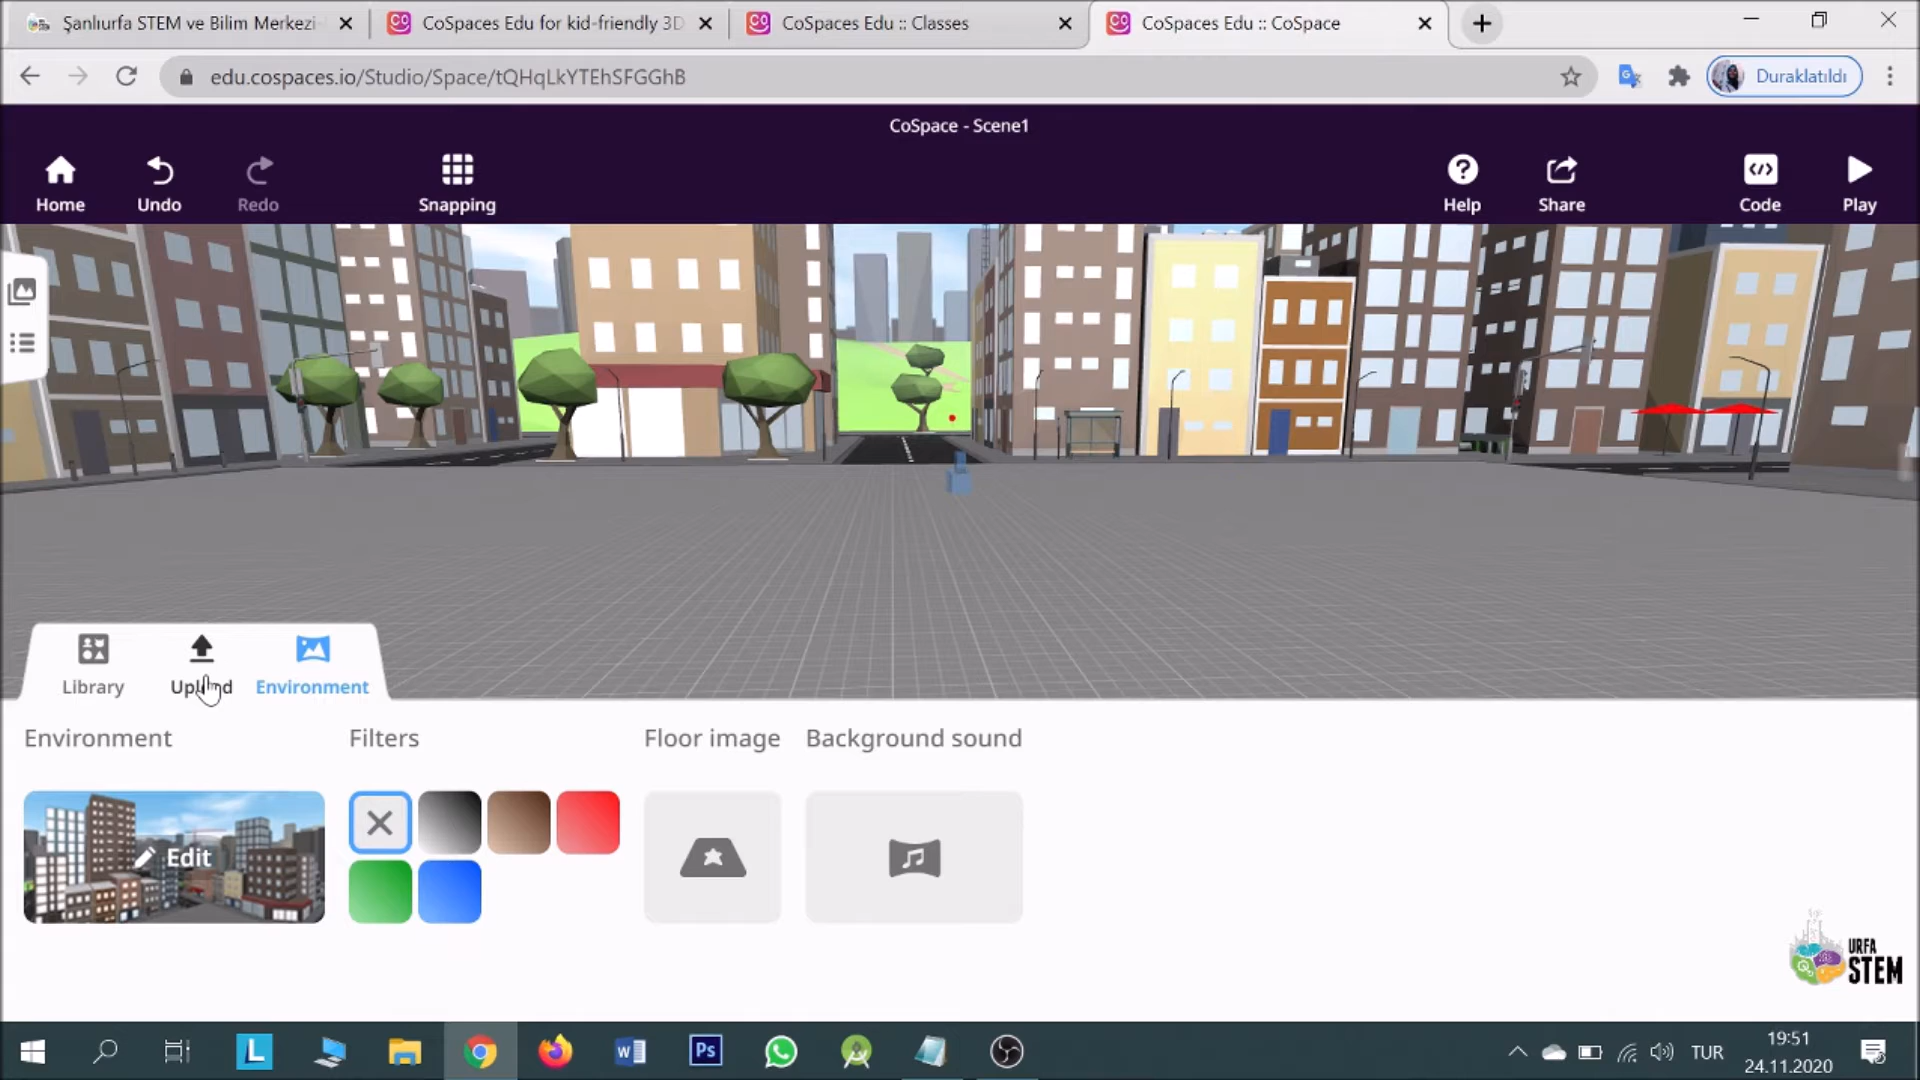 Şanlıurfa STEM ve Bilim Merkezi-
CoSpaces Edu for kid-friendly 3D
CoSpaces Edu :: Classes
CoSpaces Edu :: CoSpace
edu.cospaces.io/Studio/Space/tQHqLkYTEhSFGGhB
Duraklatıldı
CoSpace - Scene1
Home
Undo
Redo
Snapping
Help
Share
Code
Play
Library
Upload
Environment
Environment
Filters
Floor image
Background sound
Edit
URFA
STEM
L
W
Ps
TUR
19:51
24.11.2020